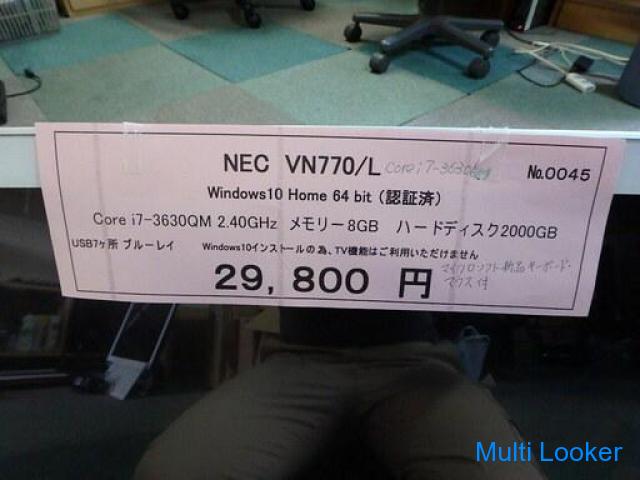 NEC VN770/L Core i7-3630QM No.0045
Windows10 Home 64 bit (認証済)
Core i7-3630QM 2.40GHz メモリー8GB ハードディスク2000GB
USB7ヶ所 ブルーレイ Windows10インストールの為、TV機能はご利用いただけません
29,800 円 マイクロソフト新品キーボード・
マウス付
Multi Looker